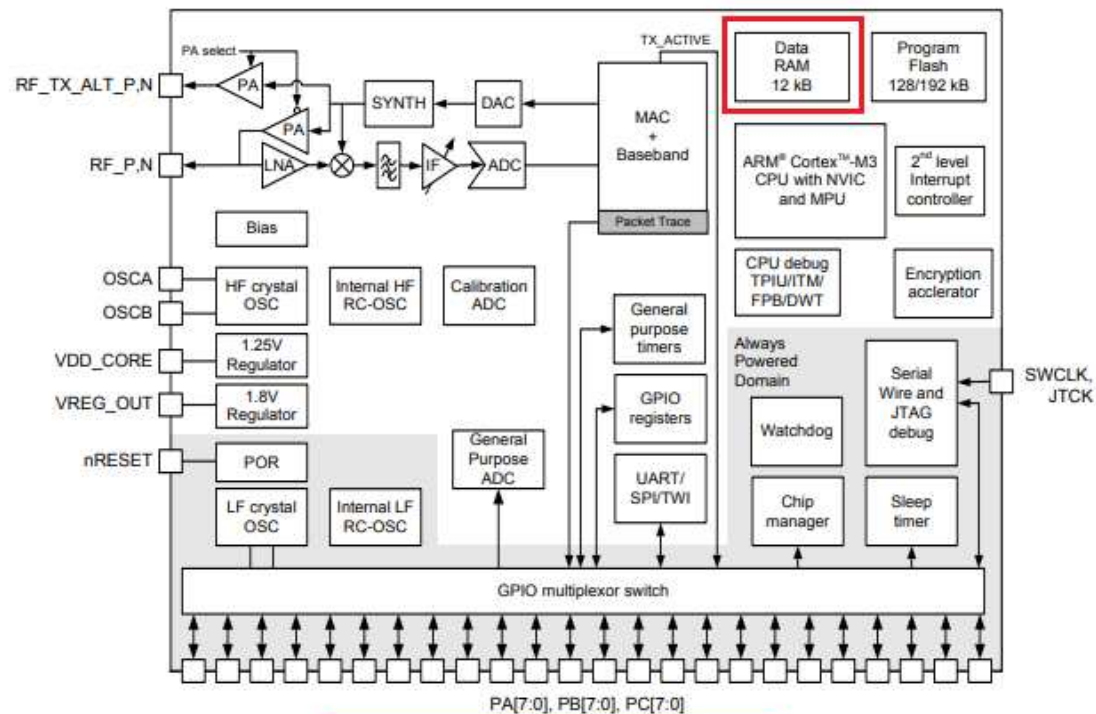 PA select
RF_TX_ALT_P,N
PA
PA
SYNTH
DAC
RF_P,N
LNA
IF
ADC
TX_ACTIVE
MAC
+
Baseband
Packet Trace
Data
RAM
12 kB
Program
Flash
128/192 kB
ARM® Cortex™-M3
CPU with NVIC
and MPU
2nd level
Interrupt
controller
Bias
OSCA
OSCB
HF crystal
OSC
Internal HF
RC-OSC
Calibration
ADC
CPU debug
TPIU/ITM/
FPB/DWT
Encryption
acclerator
VDD_CORE
1.25V
Regulator
VREG_OUT
1.8V
Regulator
General
purpose
timers
GPIO
registers
UART/
SPI/TWI
Always
Powered
Domain
Serial
Wire and
JTAG
debug
SWCLK,
JTCK
Watchdog
nRESET
POR
General
Purpose
ADC
LF crystal
OSC
Internal LF
RC-OSC
Chip
manager
Sleep
timer
GPIO multiplexor switch
PA[7:0], PB[7:0], PC[7:0]